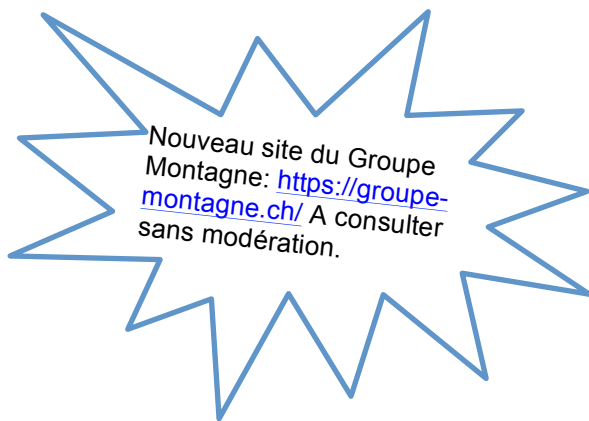 Nouveau site du Groupe
Montagne: https://groupe-
montagne.ch/ A consulter
sans modération.